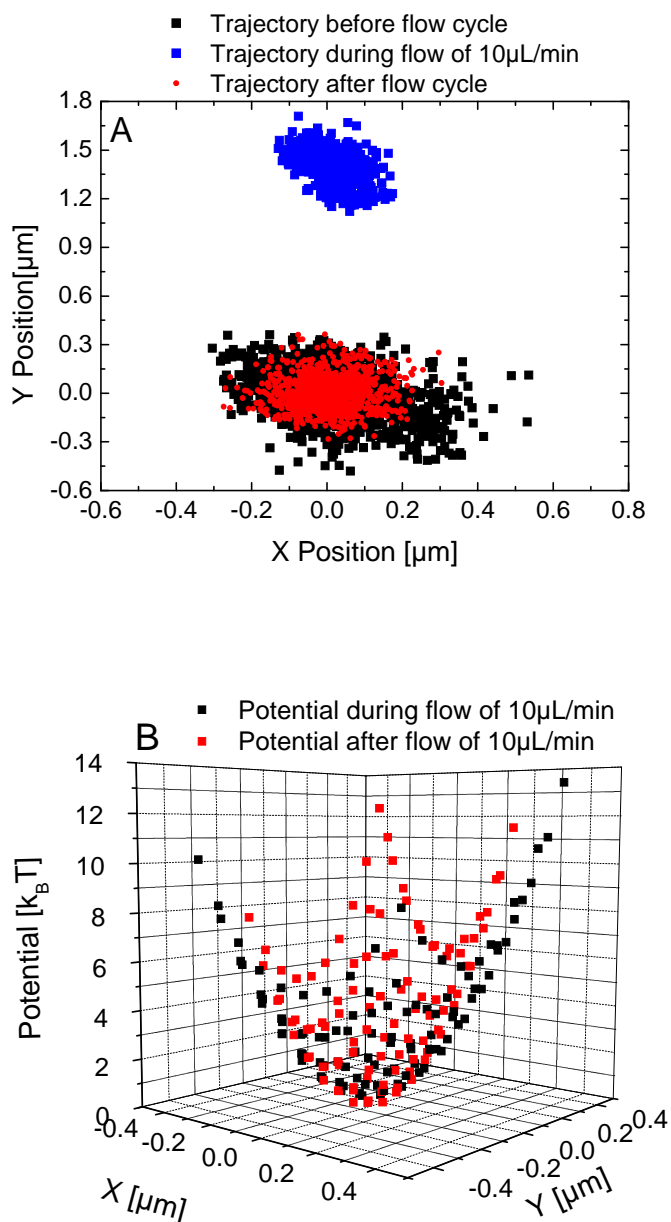 Trajectory before flow cycle
Trajectory during flow of 10µL/min
Trajectory after flow cycle
A
1.8
1.5
1.2
0.9
0.6
0.3
0.0
-0.3
-0.6
Y Position[µm]
-0.6 -0.4 -0.2 0.0 0.2 0.4 0.6 0.8
X Position [µm]
Potential during flow of 10µL/min
Potential after flow of 10µL/min
B
14
12
10
8
6
4
2
0
Potential [kBT]
-0.4 -0.2 0.0 0.2 0.4
X [µm]
-0.4 -0.2 0.0 0.2 0.4
Y [µm]